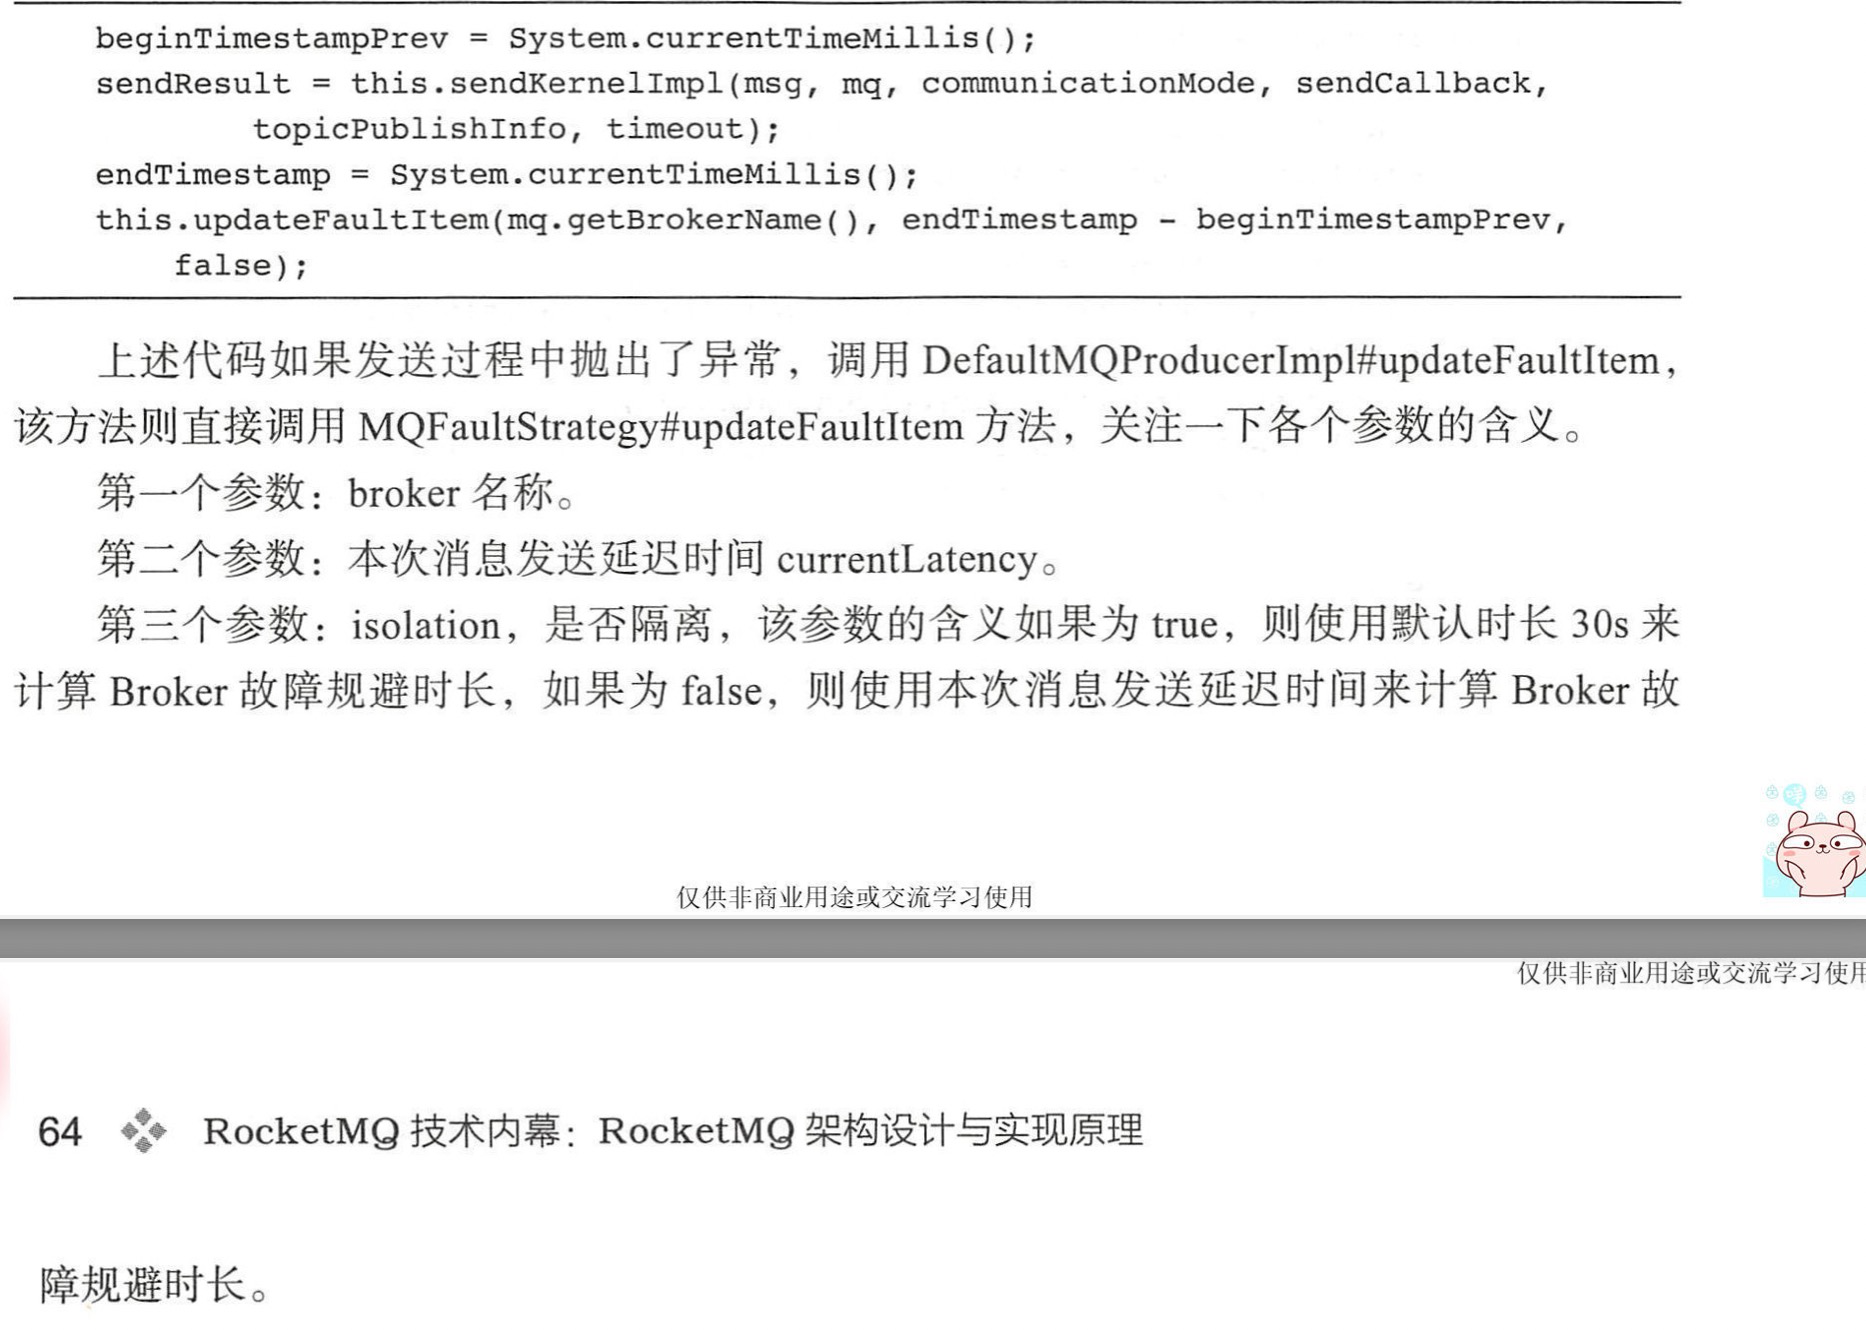 beginTimestampPrev = System.currentTimeMillis();
sendResult = this.sendKernelImpl(msg, mq, communicationMode, sendCallback,
topicPublishInfo, timeout);
endTimestamp = System.currentTimeMillis();
this.updateFaultItem(mq.getBrokerName(), endTimestamp - beginTimestampPrev,
false);
上述代码如果发送过程中抛出了异常，调用 DefaultMQProducerImpl#updateFaultItem，
该方法则直接调用 MQFaultStrategy#updateFaultItem 方法，关注一下各个参数的含义。
第一个参数：broker 名称。
第二个参数：本次消息发送延迟时间 currentLatency。
第三个参数：isolation，是否隔离，该参数的含义如果为 true，则使用默认时长 30s 来
计算 Broker 故障规避时长，如果为 false，则使用本次消息发送延迟时间来计算 Broker 故
仅供非商业用途或交流学习使用
仅供非商业用途或交流学习使用
64 RocketMQ 技术内幕：RocketMQ 架构设计与实现原理
障规避时长。